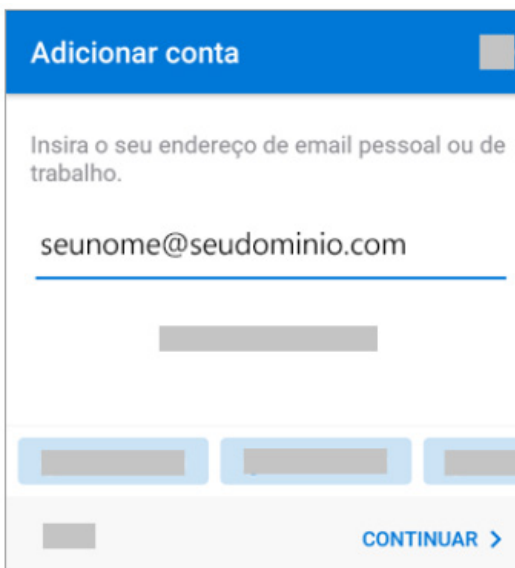 Adicionar conta
Insira o seu endereço de email pessoal ou de
trabalho.
seunome@seudominio.com
CONTINUAR >